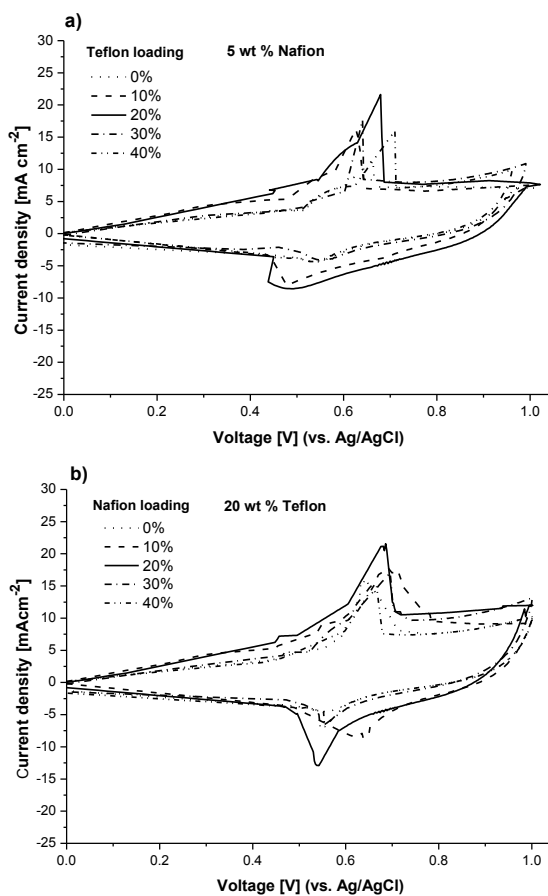 a)
30
25
20
15
10
5
0
-5
-10
-15
-20
-25
Current density [mA cm-2]
Teflon loading
5 wt % Nafion
0%
10%
20%
30%
40%
0.0 0.2 0.4 0.6 0.8 1.0
Voltage [V] (vs. Ag/AgCl)
b)
30
25
20
15
10
5
0
-5
-10
-15
-20
-25
Current density [mAcm-2]
Nafion loading
20 wt % Teflon
0%
10%
20%
30%
40%
0.0 0.2 0.4 0.6 0.8 1.0
Voltage [V] (vs. Ag/AgCl)